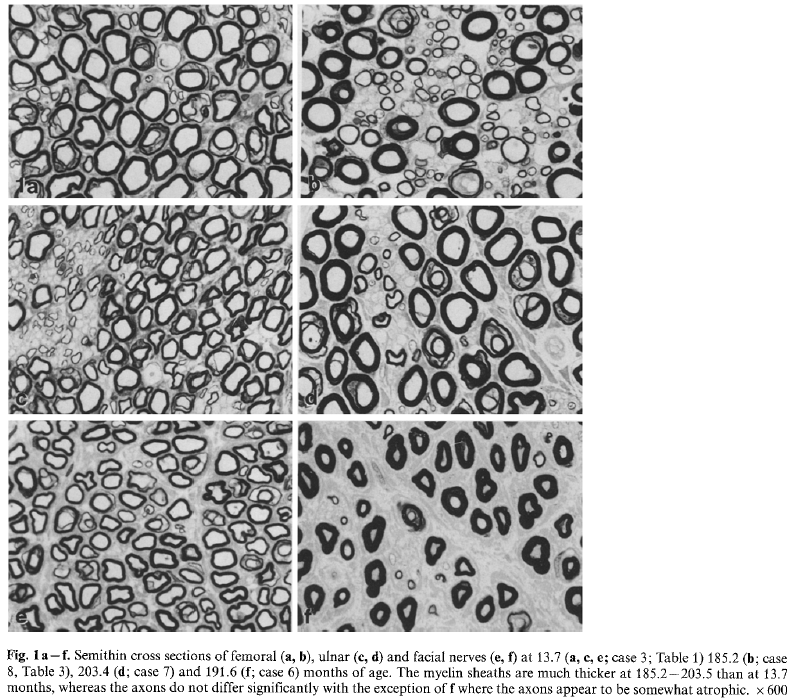 1a
b
c
d
e
f
Fig. 1a–f. Semithin cross sections of femoral (a, b), ulnar (c, d) and facial nerves (e, f) at 13.7 (a, c, e; case 3; Table 1) 185.2 (b; case
8, Table 3), 203.4 (d; case 7) and 191.6 (f; case 6) months of age. The myelin sheaths are much thicker at 185.2–203.5 than at 13.7
months, whereas the axons do not differ significantly with the exception of f where the axons appear to be somewhat atrophic. ×600